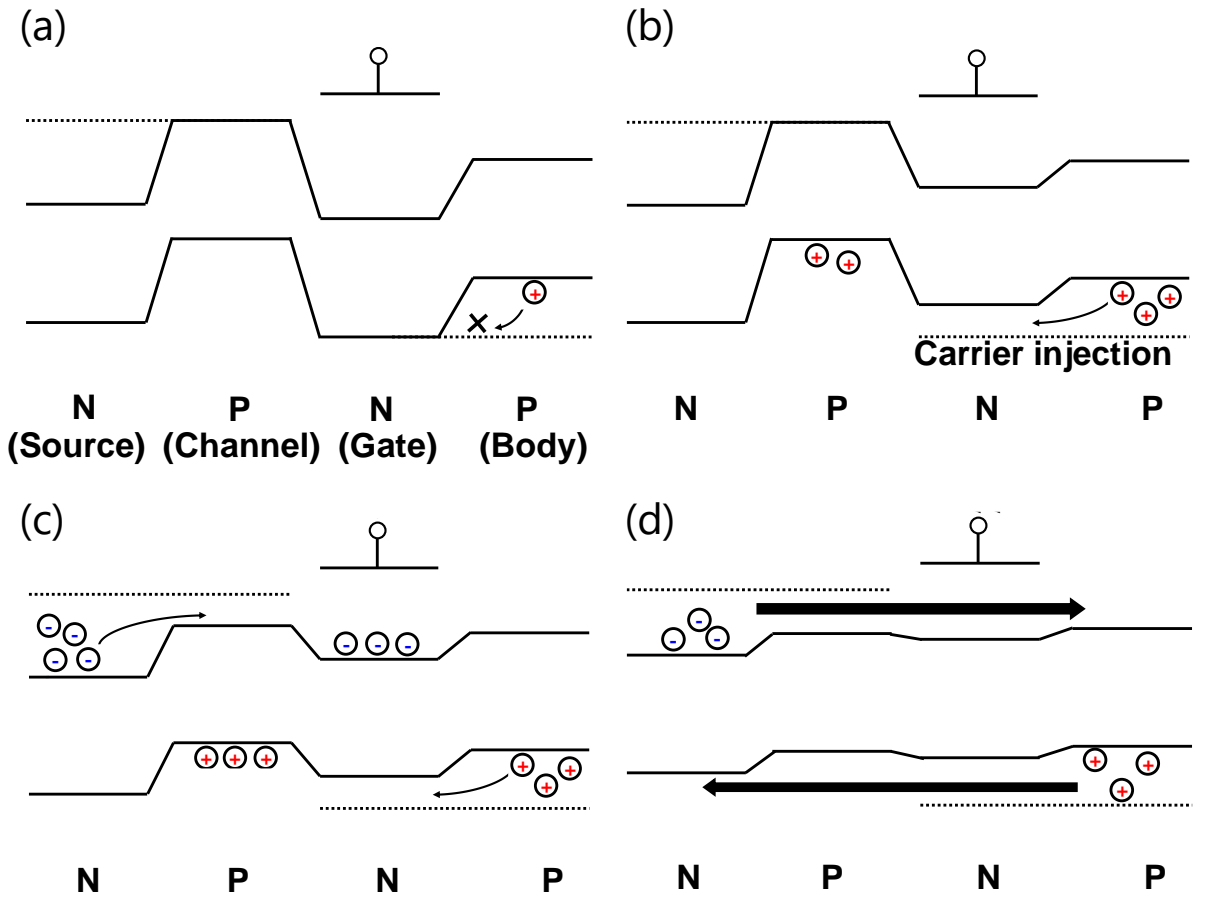 (a)
(b)
+
+
+
+
+
+
Carrier injection
N P N P
(Source) (Channel) (Gate) (Body)
N P N P
(c)
(d)
- - - -
- - -
- - -
+ + +
+ + +
+ + +
N P N P
N P N P